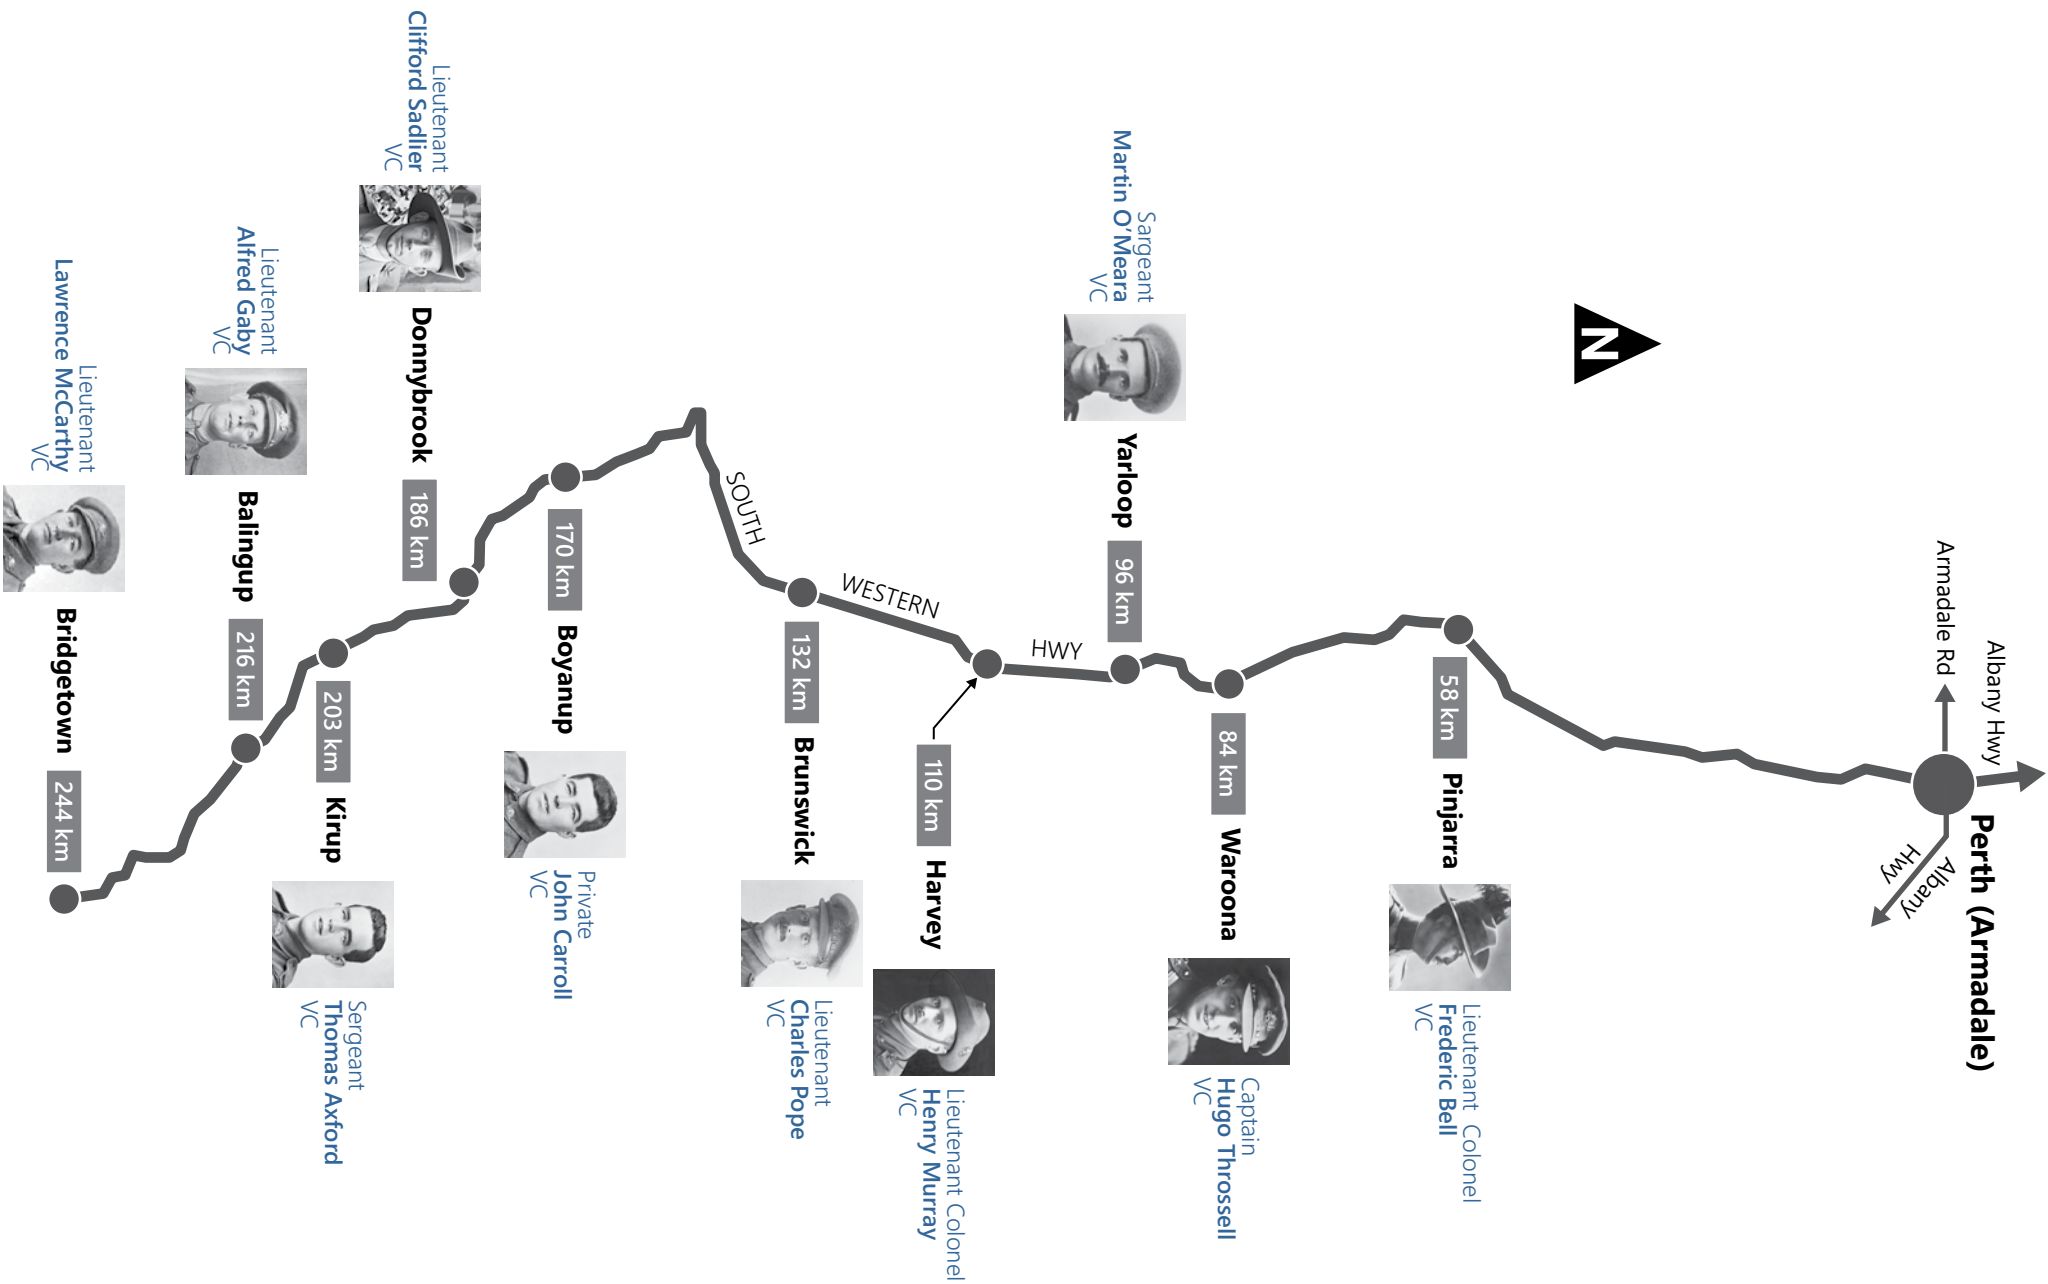 Albany Hwy
Armadale Rd
Perth (Armadale)
Albany
Hwy
N
58 km
Pinjarra
Lieutenant Colonel
Frederic Bell
VC
84 km
Waroona
Captain
Hugo Throssell
VC
Sargeant
Martin O'Meara
VC
Yarloop
96 km
HWY
110 km
Harvey
Lieutenant Colonel
Henry Murray
VC
WESTERN
132 km
Brunswick
Lieutenant
Charles Pope
VC
SOUTH
170 km
Boyanup
Private
John Carroll
VC
Lieutenant
Clifford Sadlier
VC
Donnybrook
186 km
203 km
Kirup
Sergeant
Thomas Axford
VC
Lieutenant
Alfred Gaby
VC
Balingup
216 km
Lieutenant
Lawrence McCarthy
VC
Bridgetown
244 km